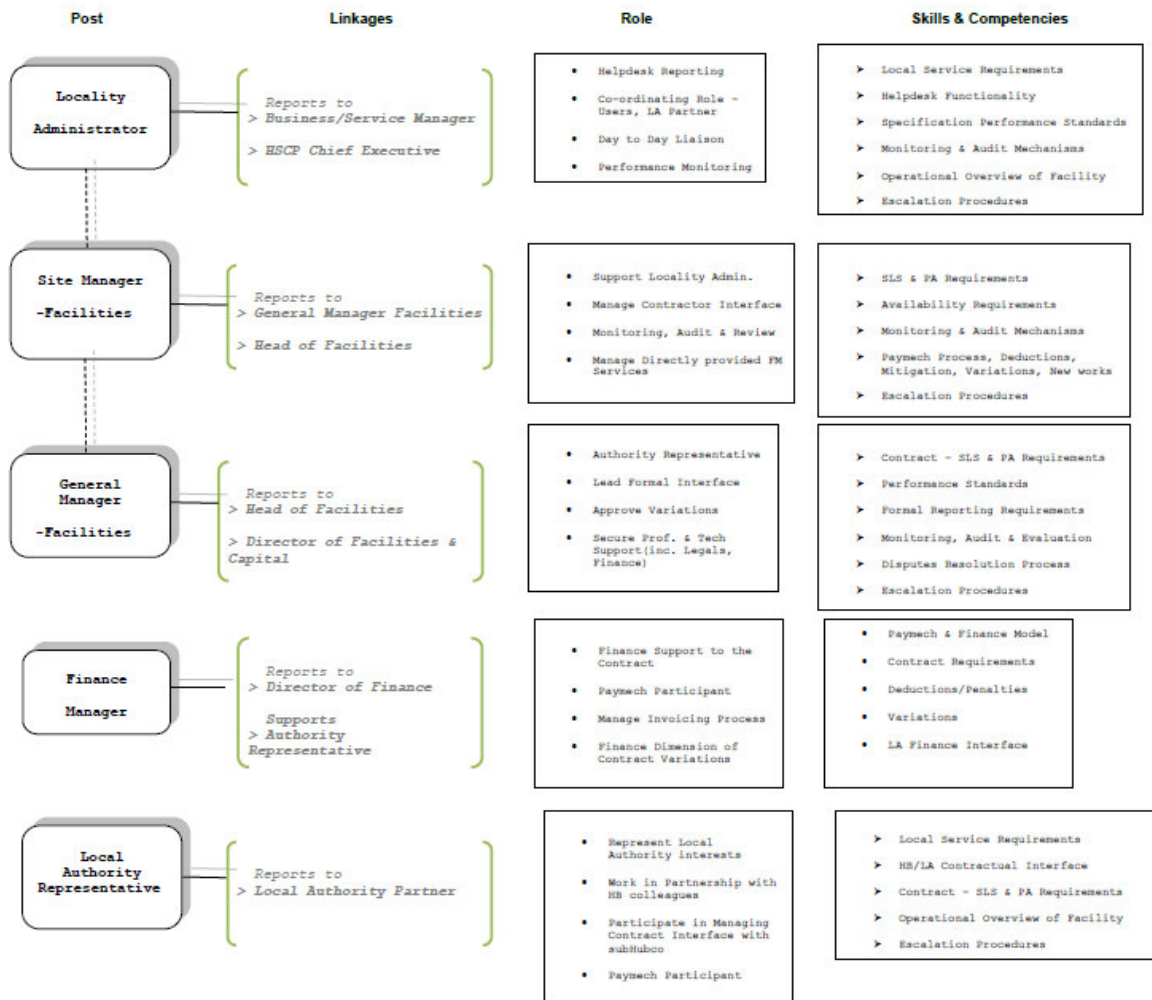 Post
Linkages
Role
Skills & Competencies
Locality
Administrator
Reports to
> Business/Service Manager
> HSCP Chief Executive
• Helpdesk Reporting
• Co-ordinating Role –
Users, LA Partner
• Day to Day Liaison
• Performance Monitoring
➢ Local Service Requirements
➢ Helpdesk Functionality
➢ Specification Performance Standards
➢ Monitoring & Audit Mechanisms
➢ Operational Overview of Facility
➢ Escalation Procedures
Site Manager
-Facilities
Reports to
> General Manager Facilities
> Head of Facilities
• Support Locality Admin.
• Manage Contractor Interface
• Monitoring, Audit & Review
• Manage Directly provided FM
Services
➢ SLS & PA Requirements
➢ Availability Requirements
➢ Monitoring & Audit Mechanisms
➢ Paymech Process, Deductions,
Mitigation, Variations, New works
➢ Escalation Procedures
General
Manager
-Facilities
Reports to
> Head of Facilities
> Director of Facilities &
Capital
• Authority Representative
• Lead Formal Interface
• Approve Variations
• Secure Prof. & Tech
Support(inc. Legals,
Finance)
➢ Contract – SLS & PA Requirements
➢ Performance Standards
➢ Formal Reporting Requirements
➢ Monitoring, Audit & Evaluation
➢ Disputes Resolution Process
➢ Escalation Procedures
Finance
Manager
Reports to
> Director of Finance
Supports
> Authority
Representative
• Finance Support to the
Contract
• Paymech Participant
• Manage Invoicing Process
• Finance Dimension of
Contract Variations
• Paymech & Finance Model
• Contract Requirements
• Deductions/Penalties
• Variations
• LA Finance Interface
Local
Authority
Representative
Reports to
> Local Authority Partner
• Represent Local
Authority interests
• Work in Partnership with
HB colleagues
• Participate in Managing
Contract Interface with
subHubco
• Paymech Participant
➢ Local Service Requirements
➢ HB/LA Contractual Interface
➢ Contract – SLS & PA Requirements
➢ Operational Overview of Facility
➢ Escalation Procedures